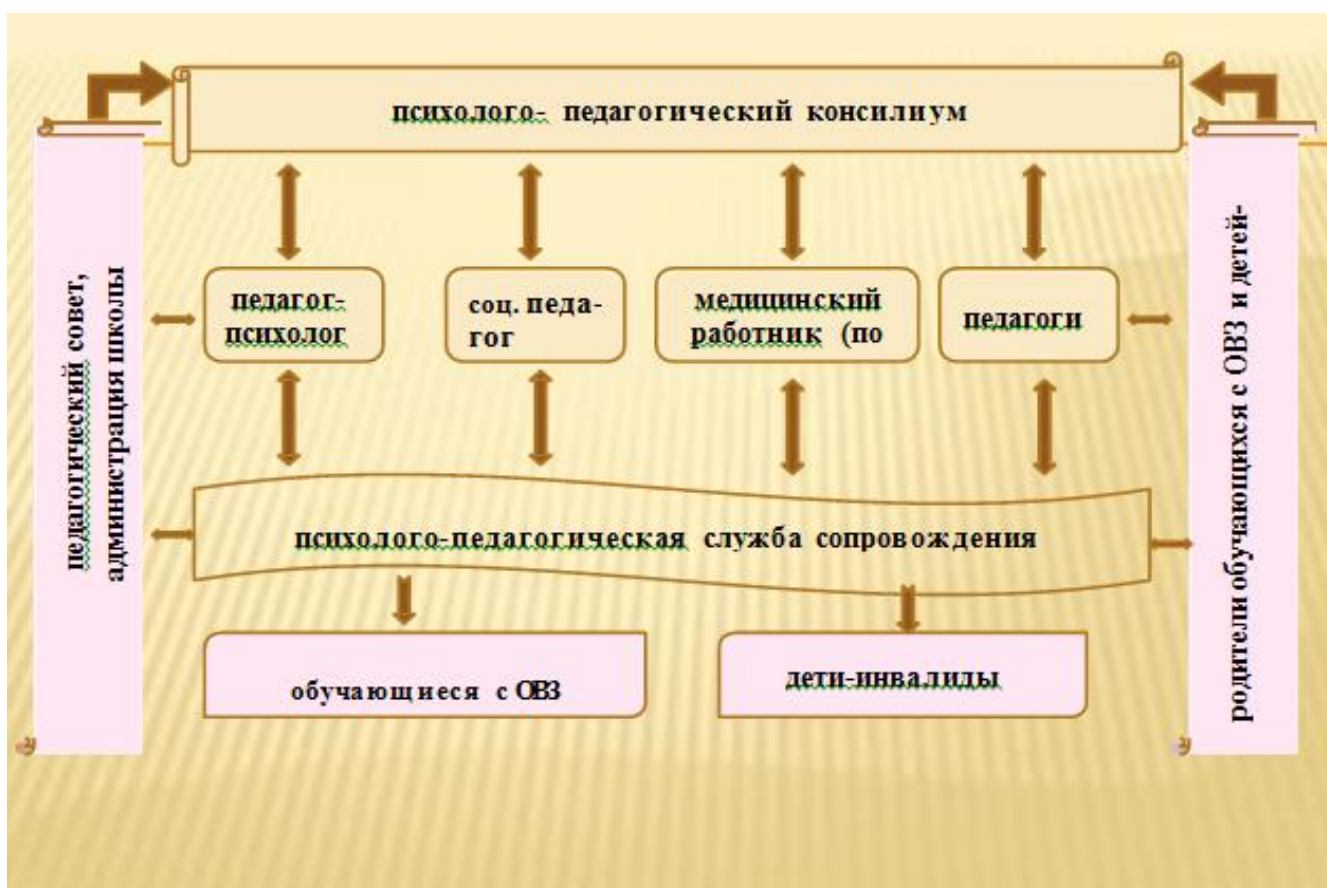 психолого- педагогический консилиум
педагогический совет,
администрация школы
педагог-
психолог
соц. педа-
гог
медицинский
работник (по
педагоги
родители обучающихся с ОВЗ и детей-
психолого-педагогическая служба сопровождения
обучающиеся с ОВЗ
дети-инвалиды